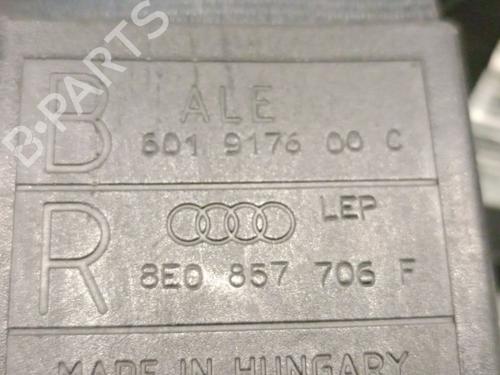 B ALE
601 9176 00 C
R LEP
8E0 857 706 F
MADE IN HUNGARY
B-PARTS